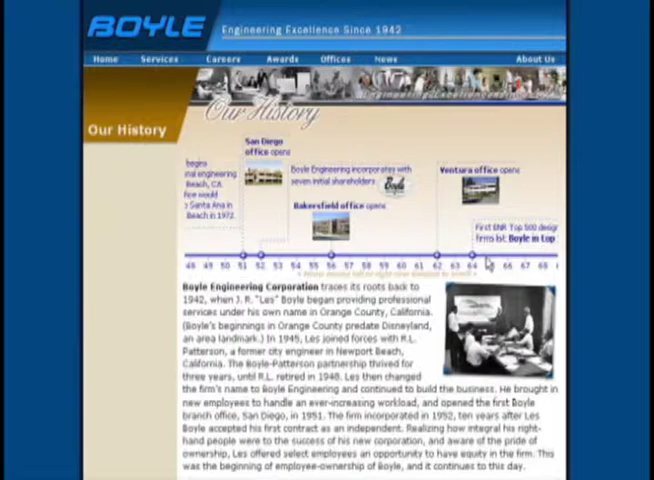 BOYLE
Engineering Excellence Since 1942
Home Services Careers Awards Offices News About Us
Our History
Our History
San Diego
office opens
begins
nal engineering
Beach, CA
fice would
o Santa Ana in
Beach in 1972
Boyle Engineering incorporates with
seven initial shareholders
Boyle
Bakersfield office opens
Ventura office opens
First ENR Top 500 desig
firms list: Boyle in top
48 49 50 51 52 53 54 55 56 57 58 59 60 61 62 63 64 66 67 68
Boyle Engineering Corporation traces its roots back to
1942, when J. R. "Les" Boyle began providing professional
services under his own name in Orange County, California.
(Boyle's beginnings in Orange County predate Disneyland,
an area landmark.) In 1945, Les joined forces with R.L.
Patterson, a former city engineer in Newport Beach,
California. The Boyle-Patterson partnership thrived for
three years, until R.L. retired in 1948. Les then changed
the firm's name to Boyle Engineering and continued to build the business. He brought in
new employees to handle an ever-increasing workload, and opened the first Boyle
branch office, San Diego, in 1951. The firm incorporated in 1952, ten years after Les
Boyle accepted his first contract as an independent. Realizing how integral his right-
hand people were to the success of his new corporation, and aware of the pride of
ownership, Les offered select employees an opportunity to have equity in the firm. This
was the beginning of employee-ownership of Boyle, and it continues to this day.